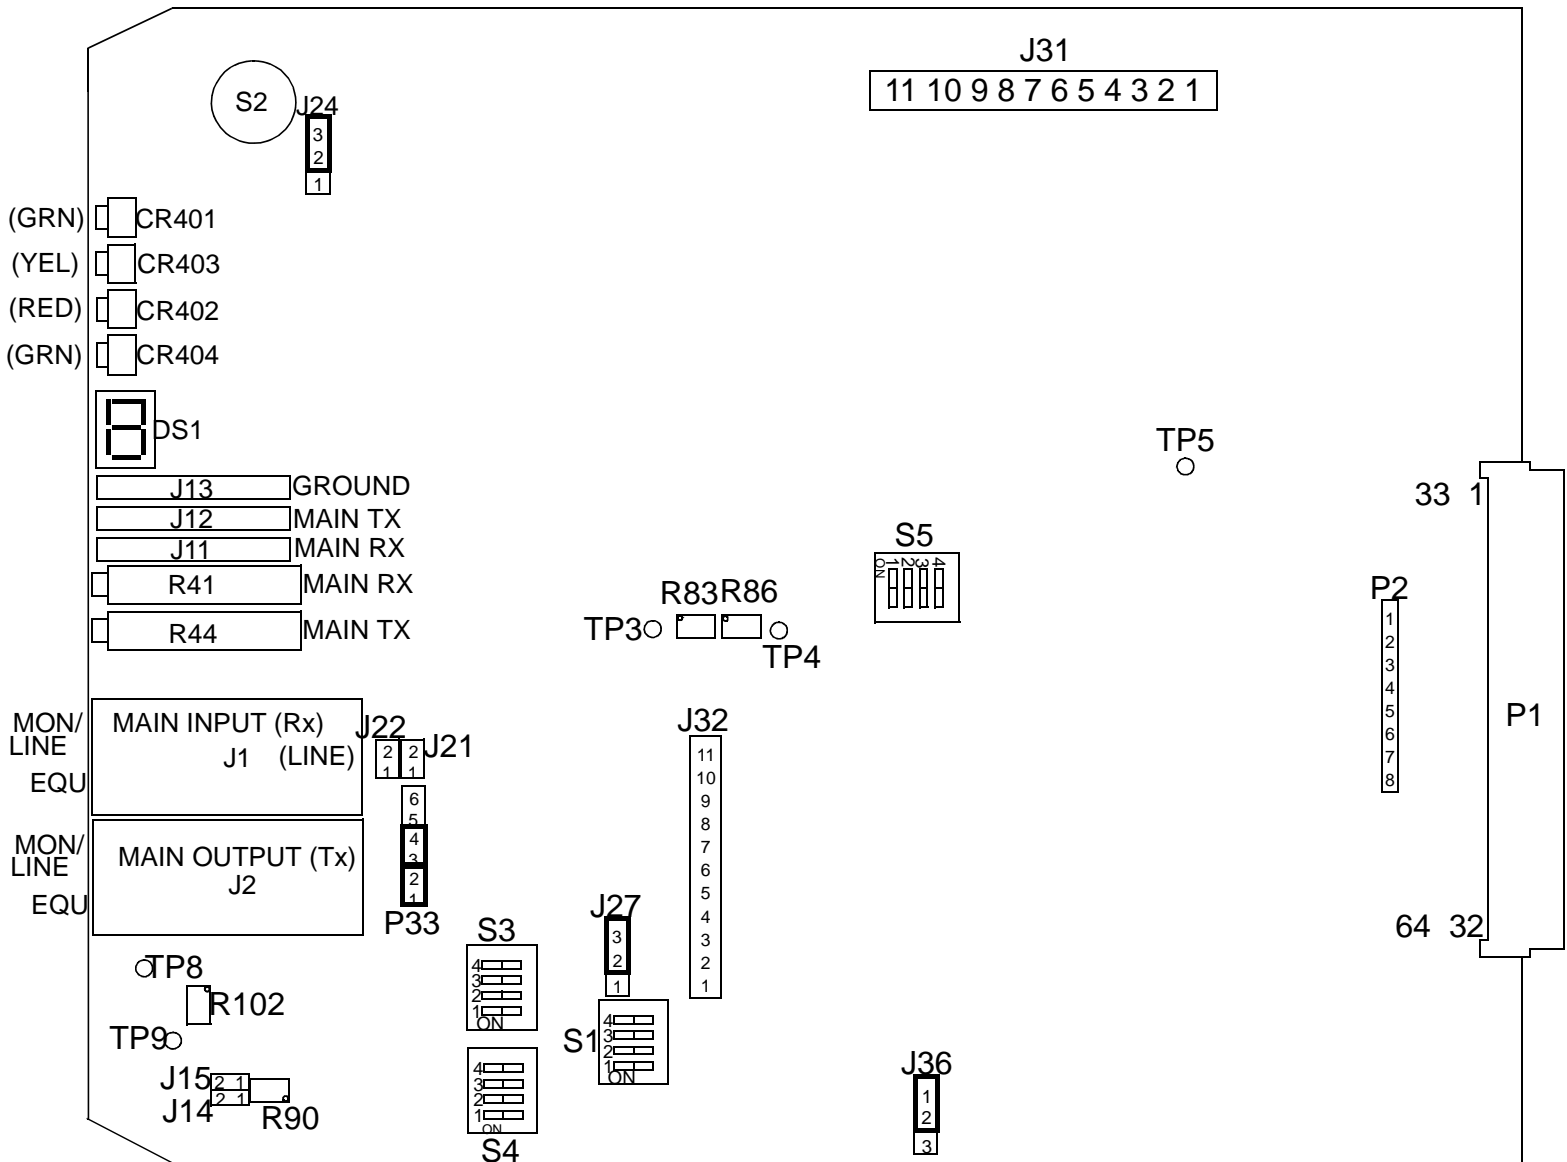 J31
11 10 9 8 7 6 5 4 3 2 1
S2
J24
3
2
1
(GRN)
CR401
(YEL)
CR403
(RED)
CR402
(GRN)
CR404
DS1
J13
GROUND
J12
MAIN TX
J11
MAIN RX
R41
MAIN RX
R44
MAIN TX
TP5
33 1
S5
ON
1
2
3
4
R83
R86
TP3
TP4
P2
1
2
3
4
5
6
7
8
P1
64 32
MON/
LINE
EQU
MAIN INPUT (Rx)
J1 (LINE)
J22
2
1
J21
2
1
6
5
4
3
2
1
P33
MON/
LINE
EQU
MAIN OUTPUT (Tx)
J2
J32
11
10
9
8
7
6
5
4
3
2
1
J27
3
2
1
S3
4
3
2
1
ON
S1
4
3
2
1
ON
TP8
R102
TP9
J15
2 1
J14
2 1
R90
4
3
2
1
ON
S4
J36
1
2
3